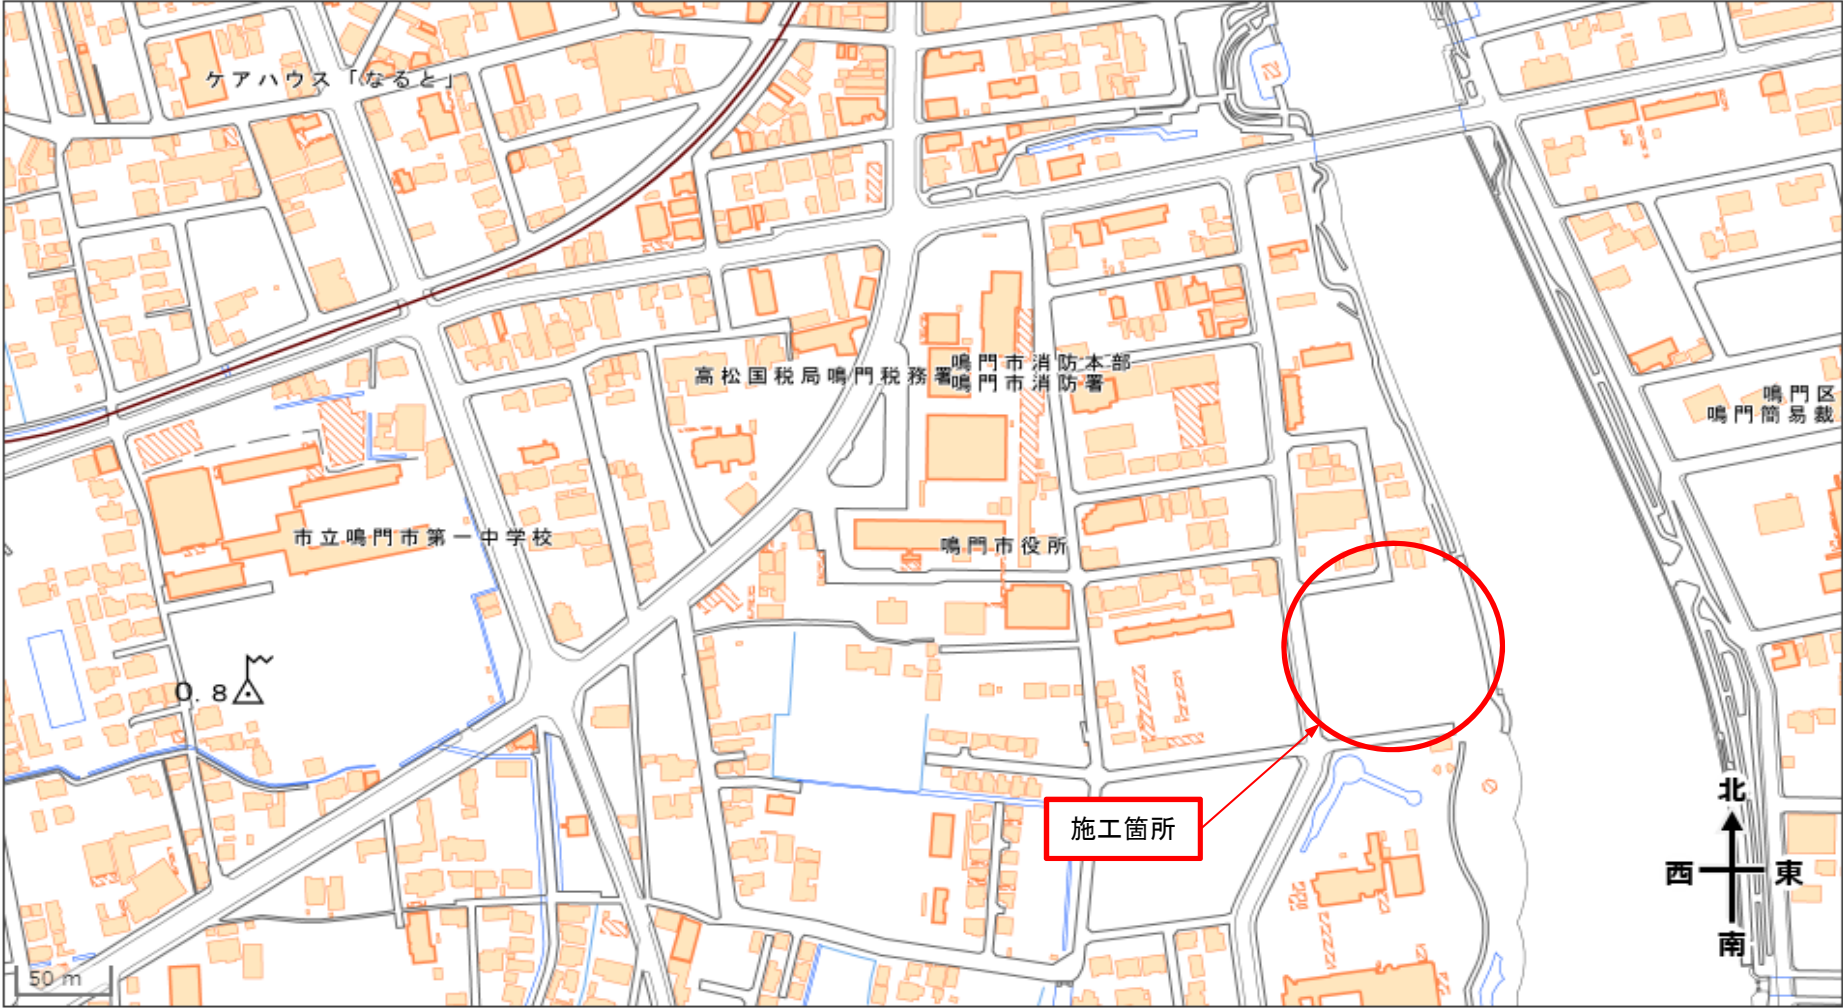 ケアハウス「なると」
鳴門市消防本部
高松国税局鳴門税務署
鳴門市消防署
鳴門区
鳴門簡易裁
市立鳴門市第一中学校
鳴門市役所
0.8
施工箇所
北
西
東
南
50 m